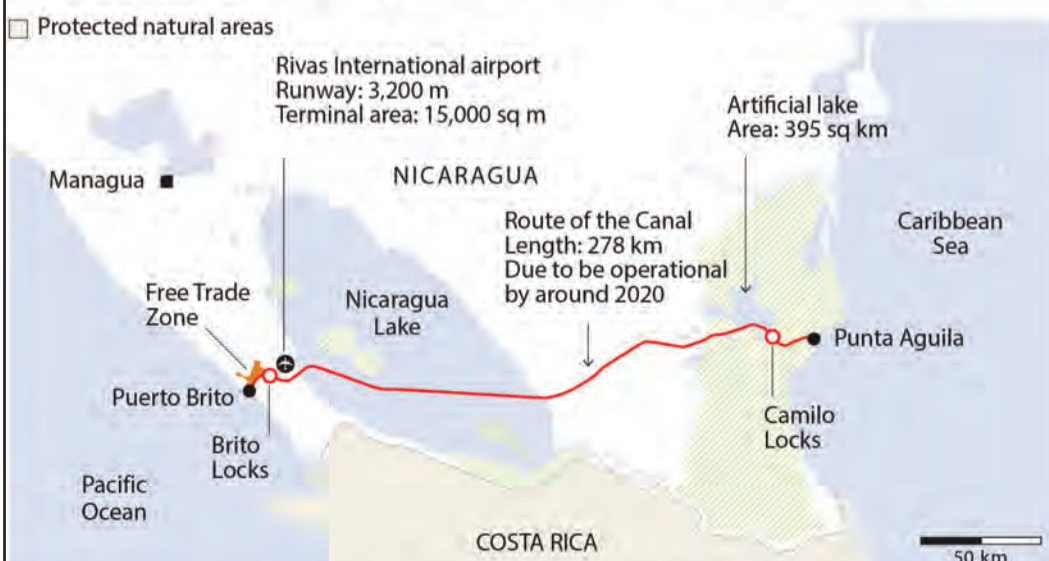 Protected natural areas
Rivas International airport
Runway: 3,200 m
Terminal area: 15,000 sq m
Artificial lake
Area: 395 sq km
Managua
NICARAGUA
Route of the Canal
Length: 278 km
Due to be operational
by around 2020
Caribbean
Sea
Free Trade
Zone
Nicaragua
Lake
Punta Aguila
Puerto Brito
Brito
Locks
Camilo
Locks
Pacific
Ocean
COSTA RICA
50 km